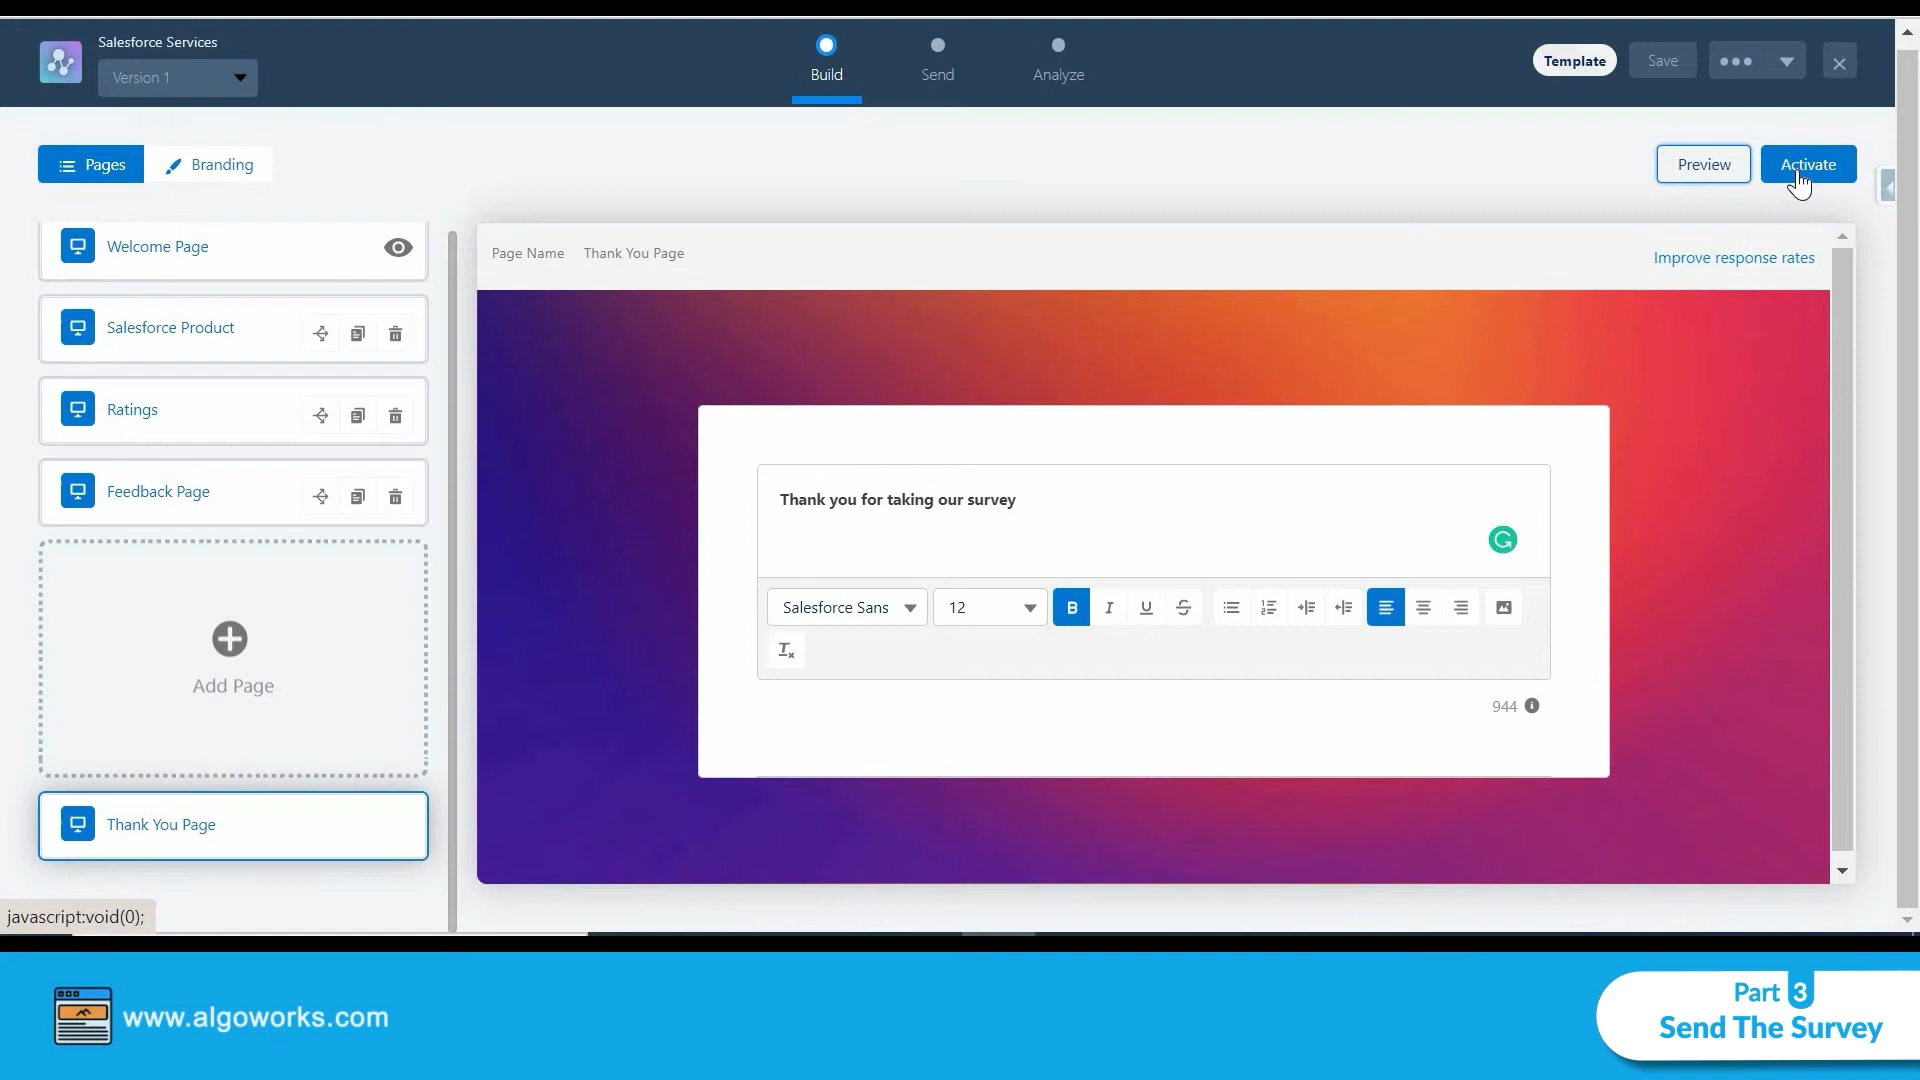 Salesforce Services
Version 1
Build
Send
Analyze
Template
Save
Pages
Branding
Preview
Activate
Welcome Page
Salesforce Product
Ratings
Feedback Page
Add Page
Thank You Page
Page Name Thank You Page
Improve response rates
Thank you for taking our survey
Salesforce Sans
12
B
I
U
S
944
javascript:void(0);
www.algoworks.com
Part 3
Send The Survey